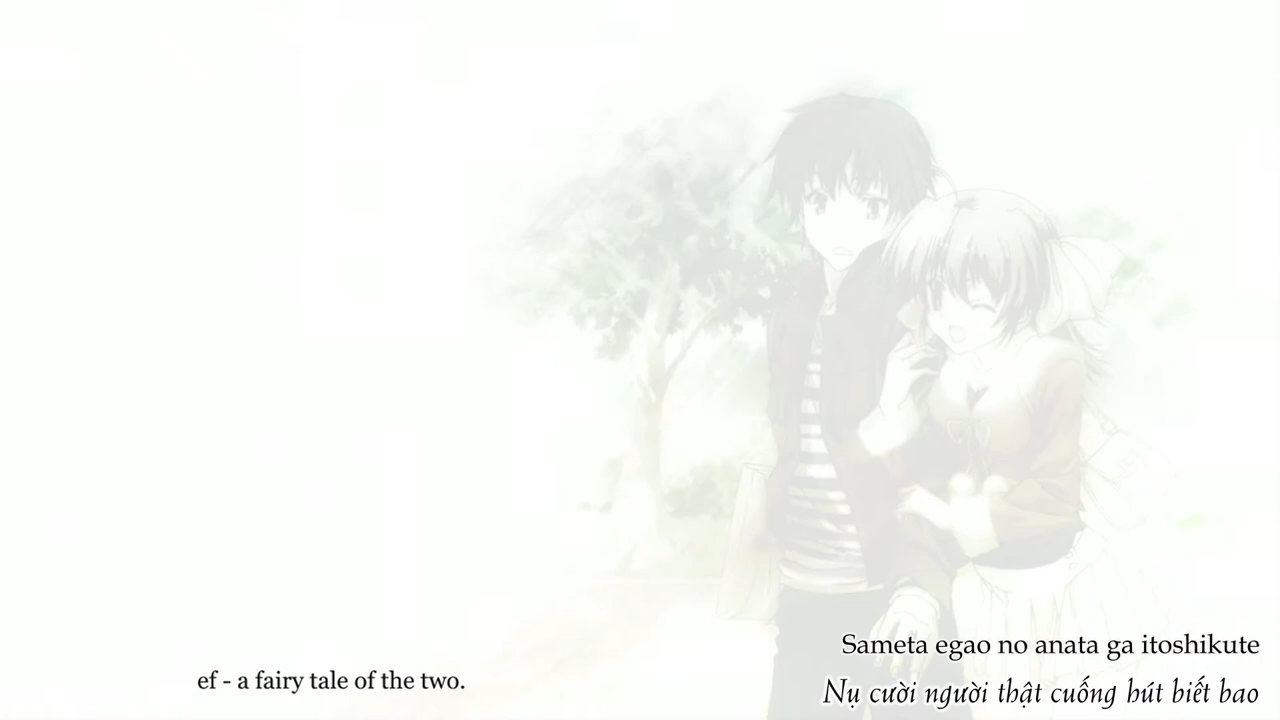 Sameta egao no anata ga itoshikute
Nụ cười người thật cuống hút biết bao
ef - a fairy tale of the two.